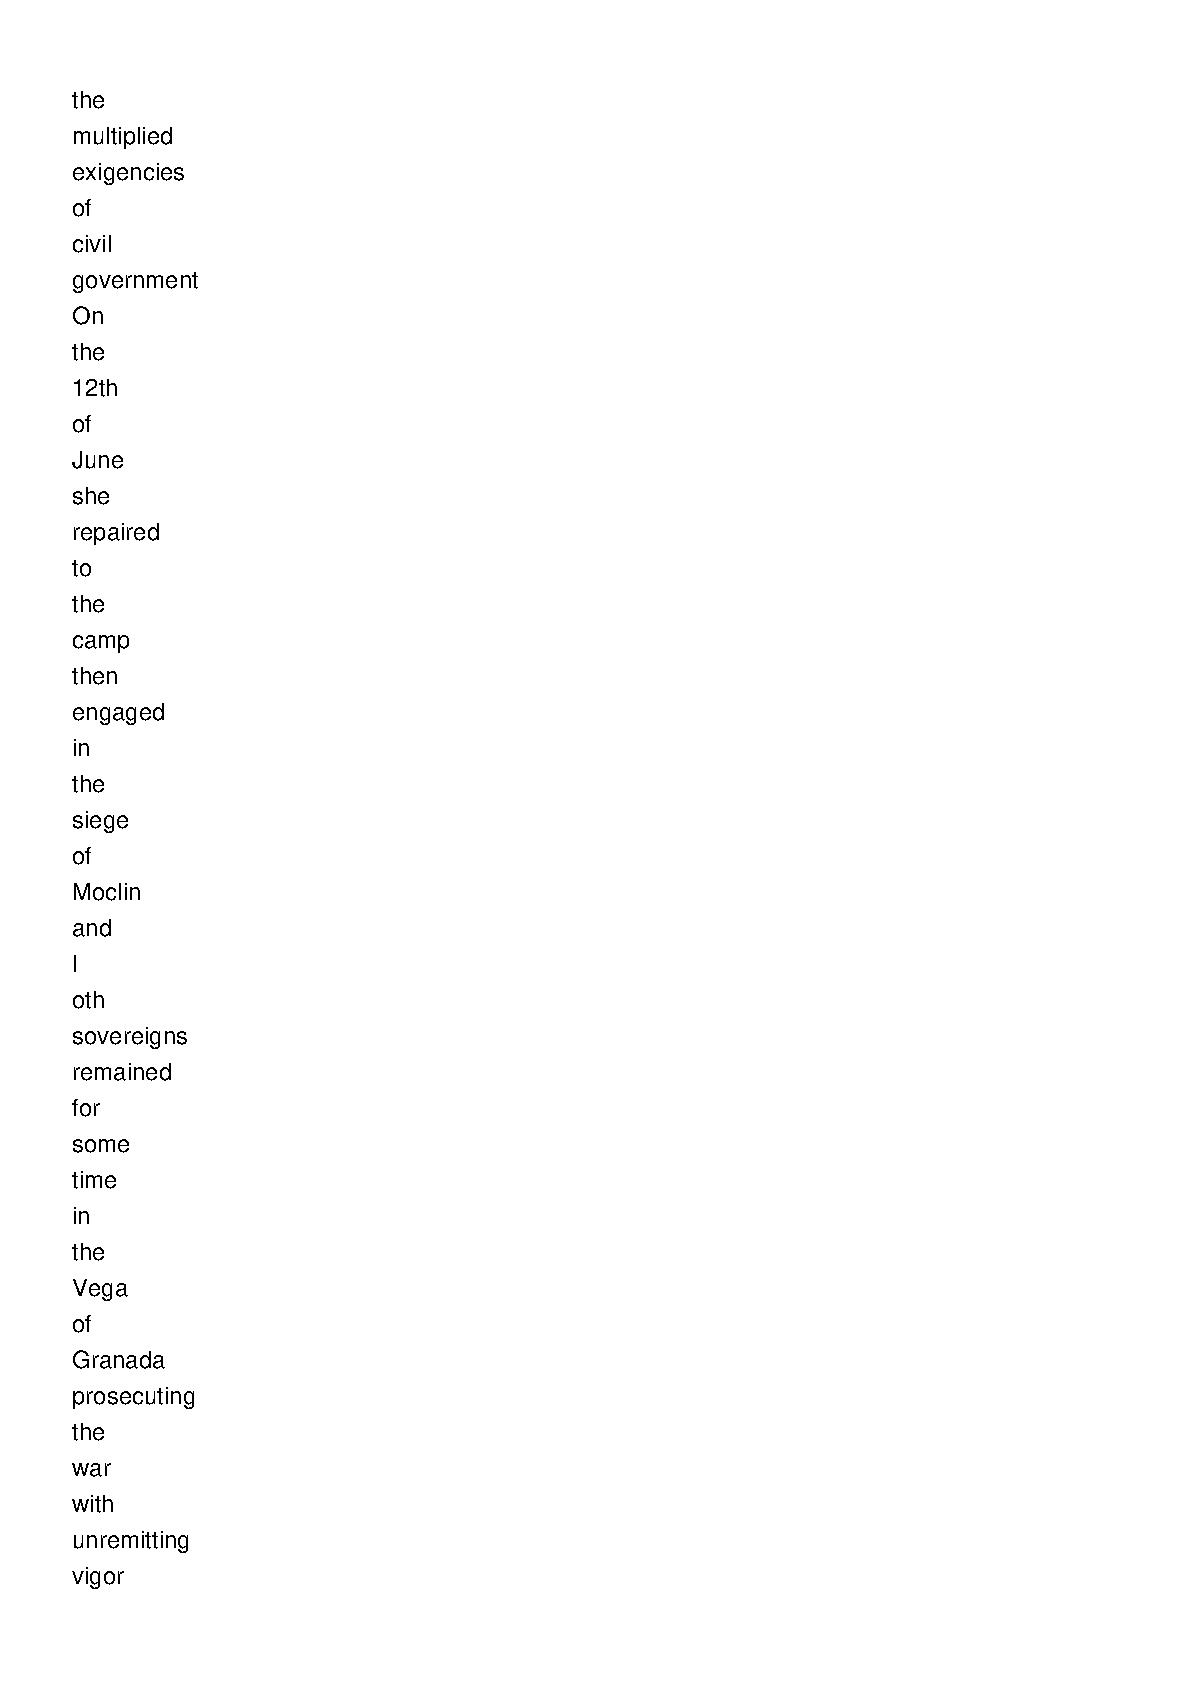 the
multiplied
exigencies
of
civil
government
On
the
12th
of
June
she
repaired
to
the
camp
then
engaged
in
the
siege
of
Moclin
and
I
oth
sovereigns
remained
for
some
time
in
the
Vega
of
Granada
prosecuting
the
war
with
unremitting
vigor